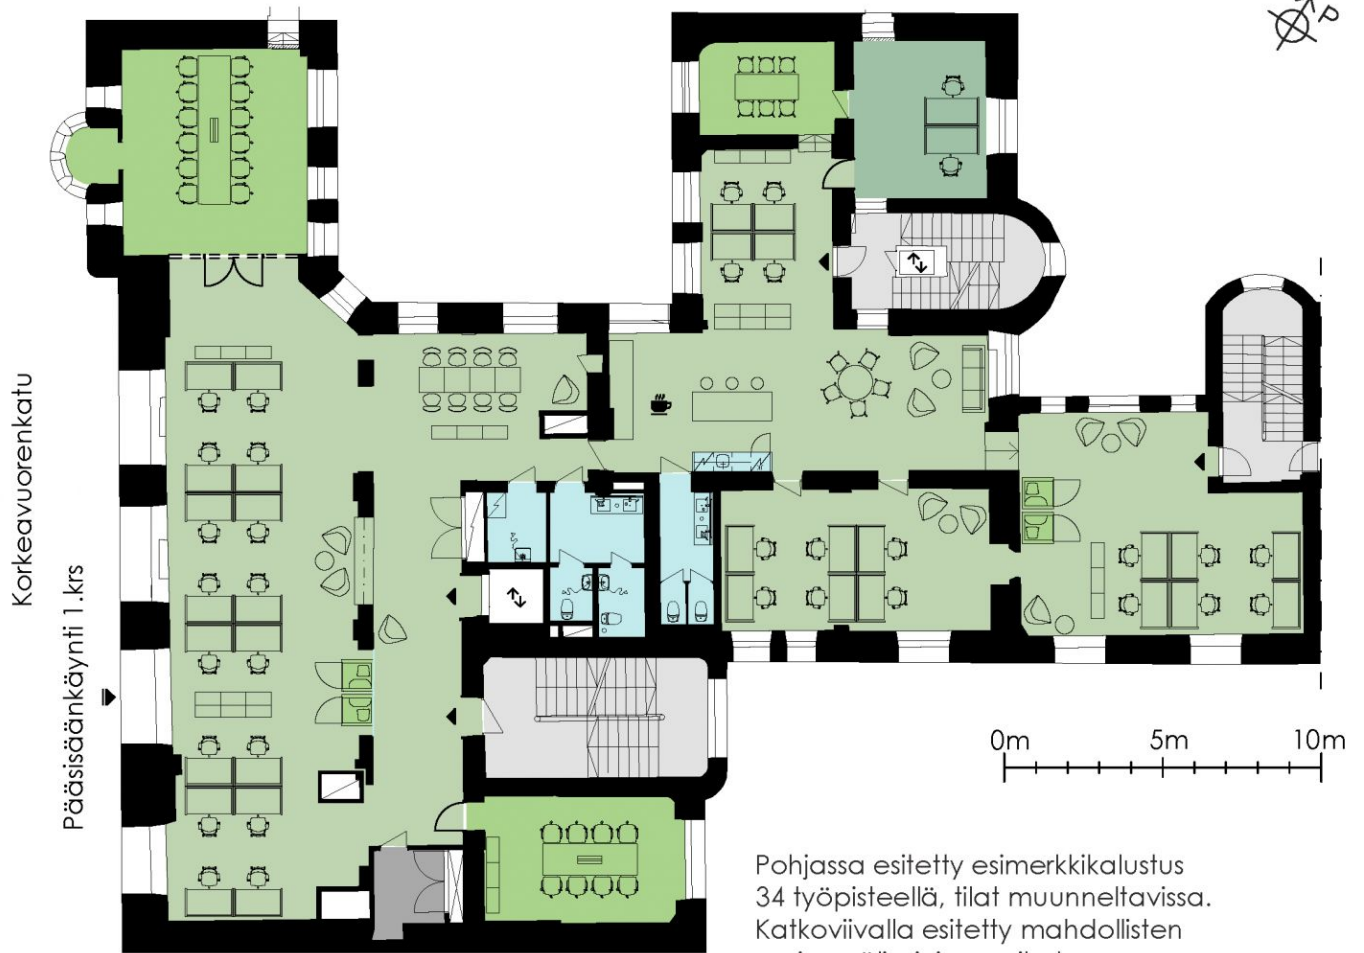 P
Korkeavuorenkatu
Pääsisäänkäynti 1.krs
0m 5m 10m
Pohjassa esitetty esimerkkikalustus
34 työpisteellä, tilat muunneltavissa.
Katkoviivalla esitetty mahdollisten